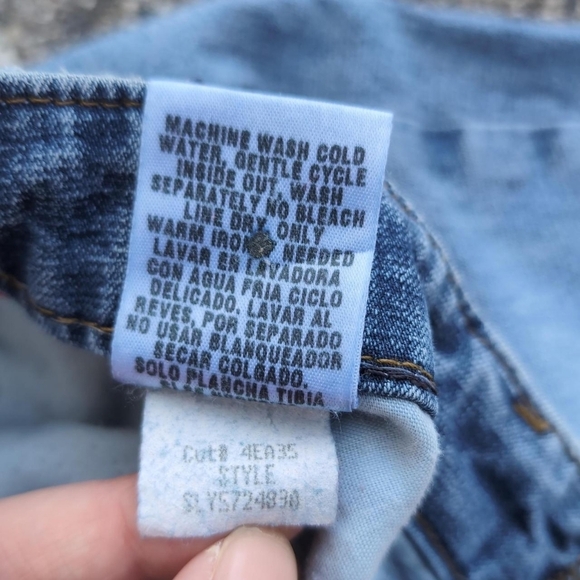 MACHINE WASH COLD
WATER, GENTLE CYCLE
INSIDE OUT, WASH
SEPARATELY NO BLEACH
LINE DRY, ONLY
WARM IRON NEEDED
LAVAR EN LAVADORA
CON AGUA FRIA CICLO
DELICADO. LAVAR AL
REVES, POR SEPARADO
NO USAR BLANQUEADOR
SECAR COLGADO.
SOLO PLANCHA TIBIA
Cut# 4EA35
STYLE
SLY5724890